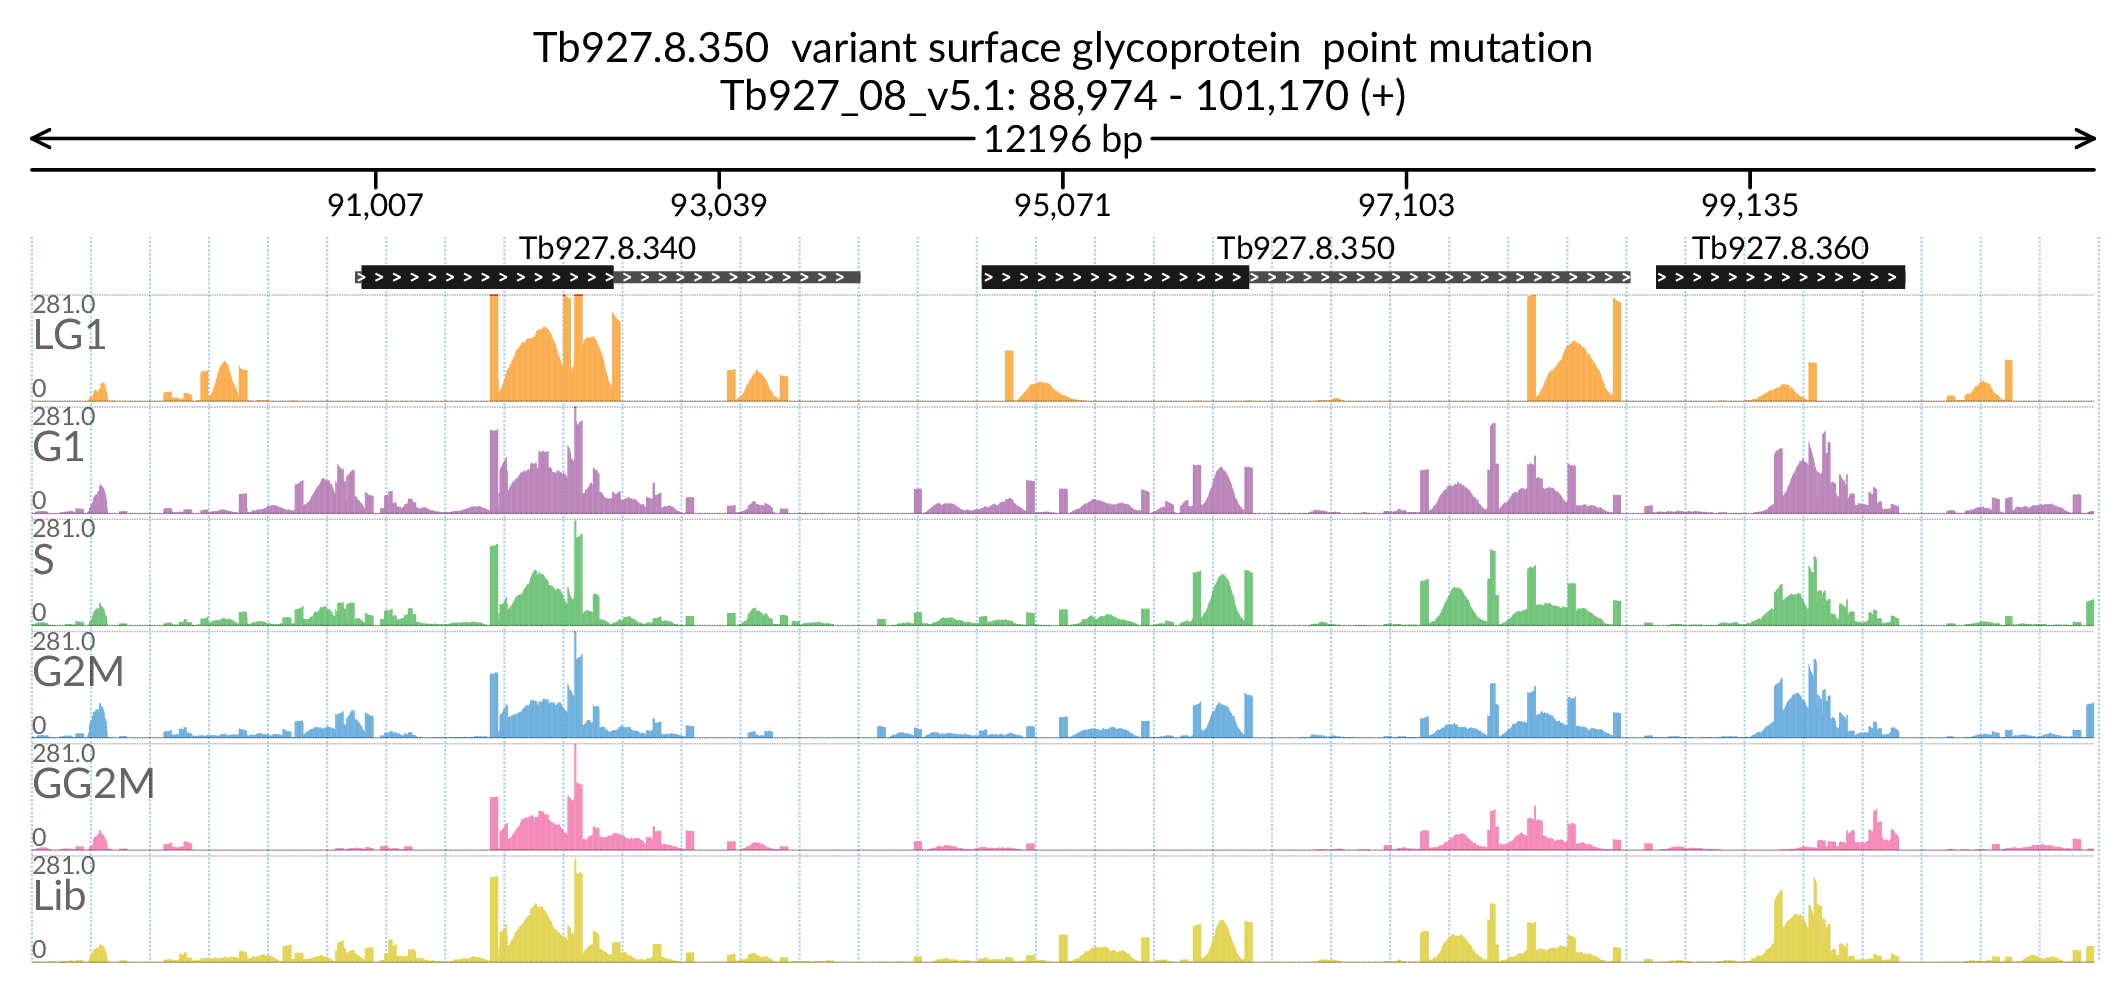 Tb927.8.350 variant surface glycoprotein point mutation
Tb927_08_v5.1: 88,974 - 101,170 (+)
12196 bp
91,007 93,039 95,071 97,103 99,135
Tb927.8.340 Tb927.8.350 Tb927.8.360
281.0
LG1
0
281.0
G1
0
281.0
S
0
281.0
G2M
0
281.0
GG2M
0
281.0
Lib
0